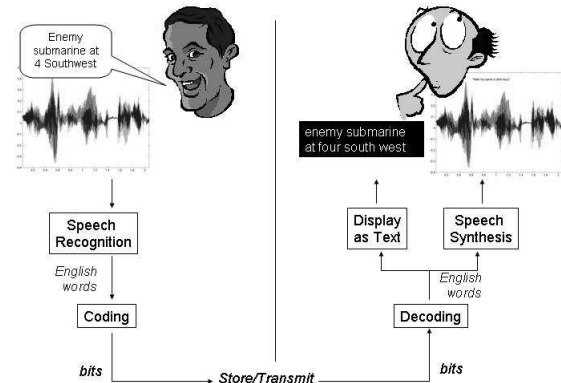 Enemy
submarine at
4 Southwest
enemy submarine
at four south west
Speech
Recognition
English
words
Coding
bits
Store/Transmit
bits
Decoding
English
words
Display
as Text
Speech
Synthesis